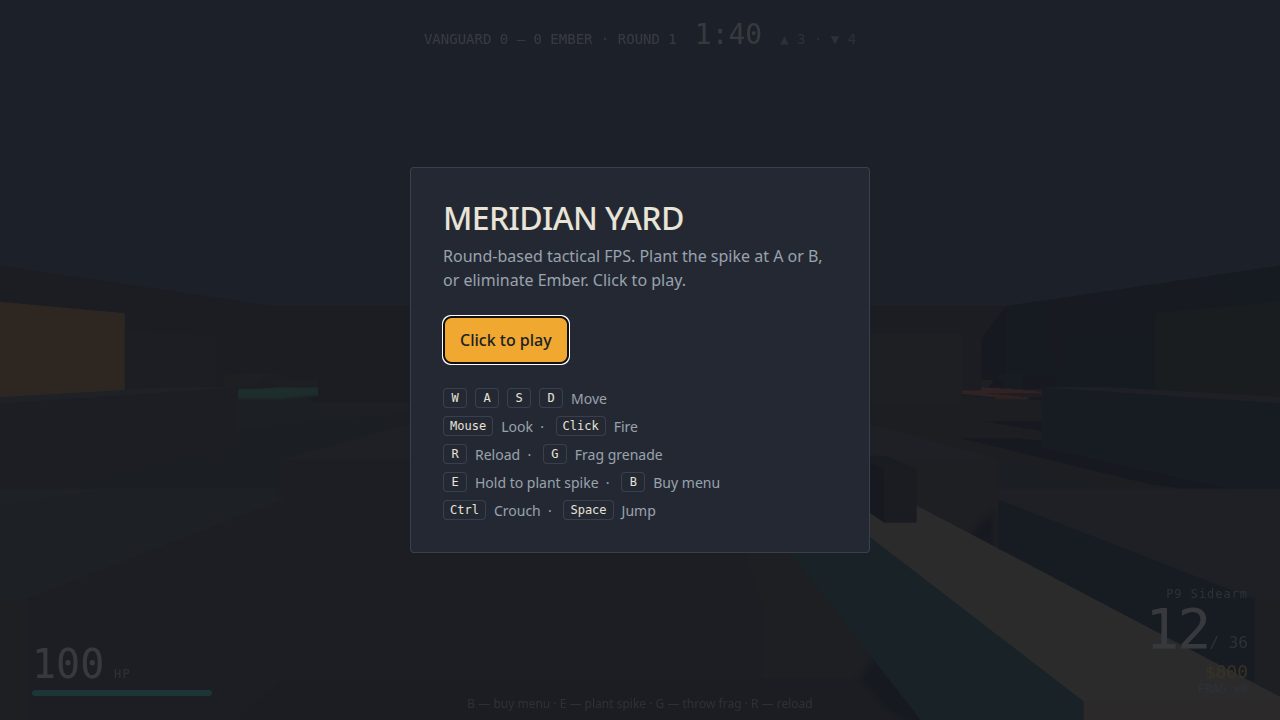 VANGUARD 0 — 0 EMBER · ROUND 1 1:40 ▲ 3 · ▼ 4
MERIDIAN YARD
Round-based tactical FPS. Plant the spike at A or B,
or eliminate Ember. Click to play.
Click to play
W A S D Move
Mouse Look · Click Fire
R Reload · G Frag grenade
E Hold to plant spike · B Buy menu
Ctrl Crouch · Space Jump
P9 Sidearm
12 / 36
100 HP
$800
B — buy menu · E — plant spike · G — throw frag · R — reload